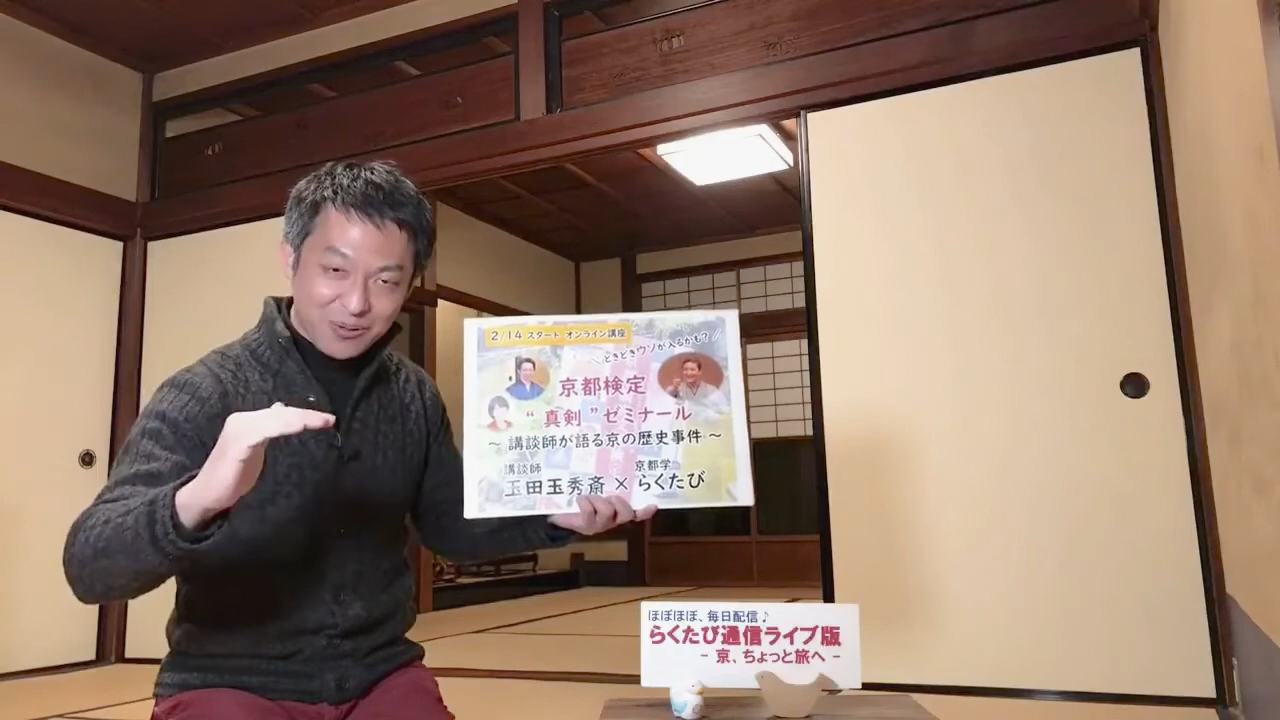 2/14 スタート オンライン講座
＼ときどきウソが入るかも？／
京都検定
“真剣”ゼミナール
～講談師が語る京の歴史事件～
講談師 京都学
玉田玉秀斎×らくたび
ほぼほぼ、毎日配信♪
らくたび通信ライブ版
- 京、ちょっと旅へ -